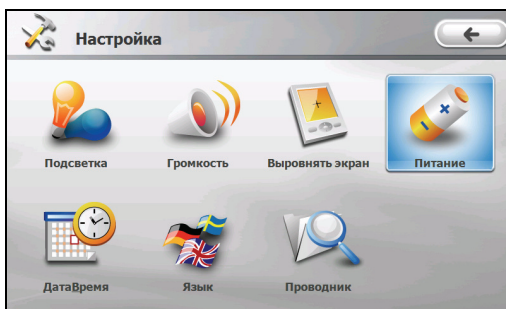 Настройка
Подсветка
Громкость
Выровнять экран
Питание
ДатаВремя
Язык
Проводник